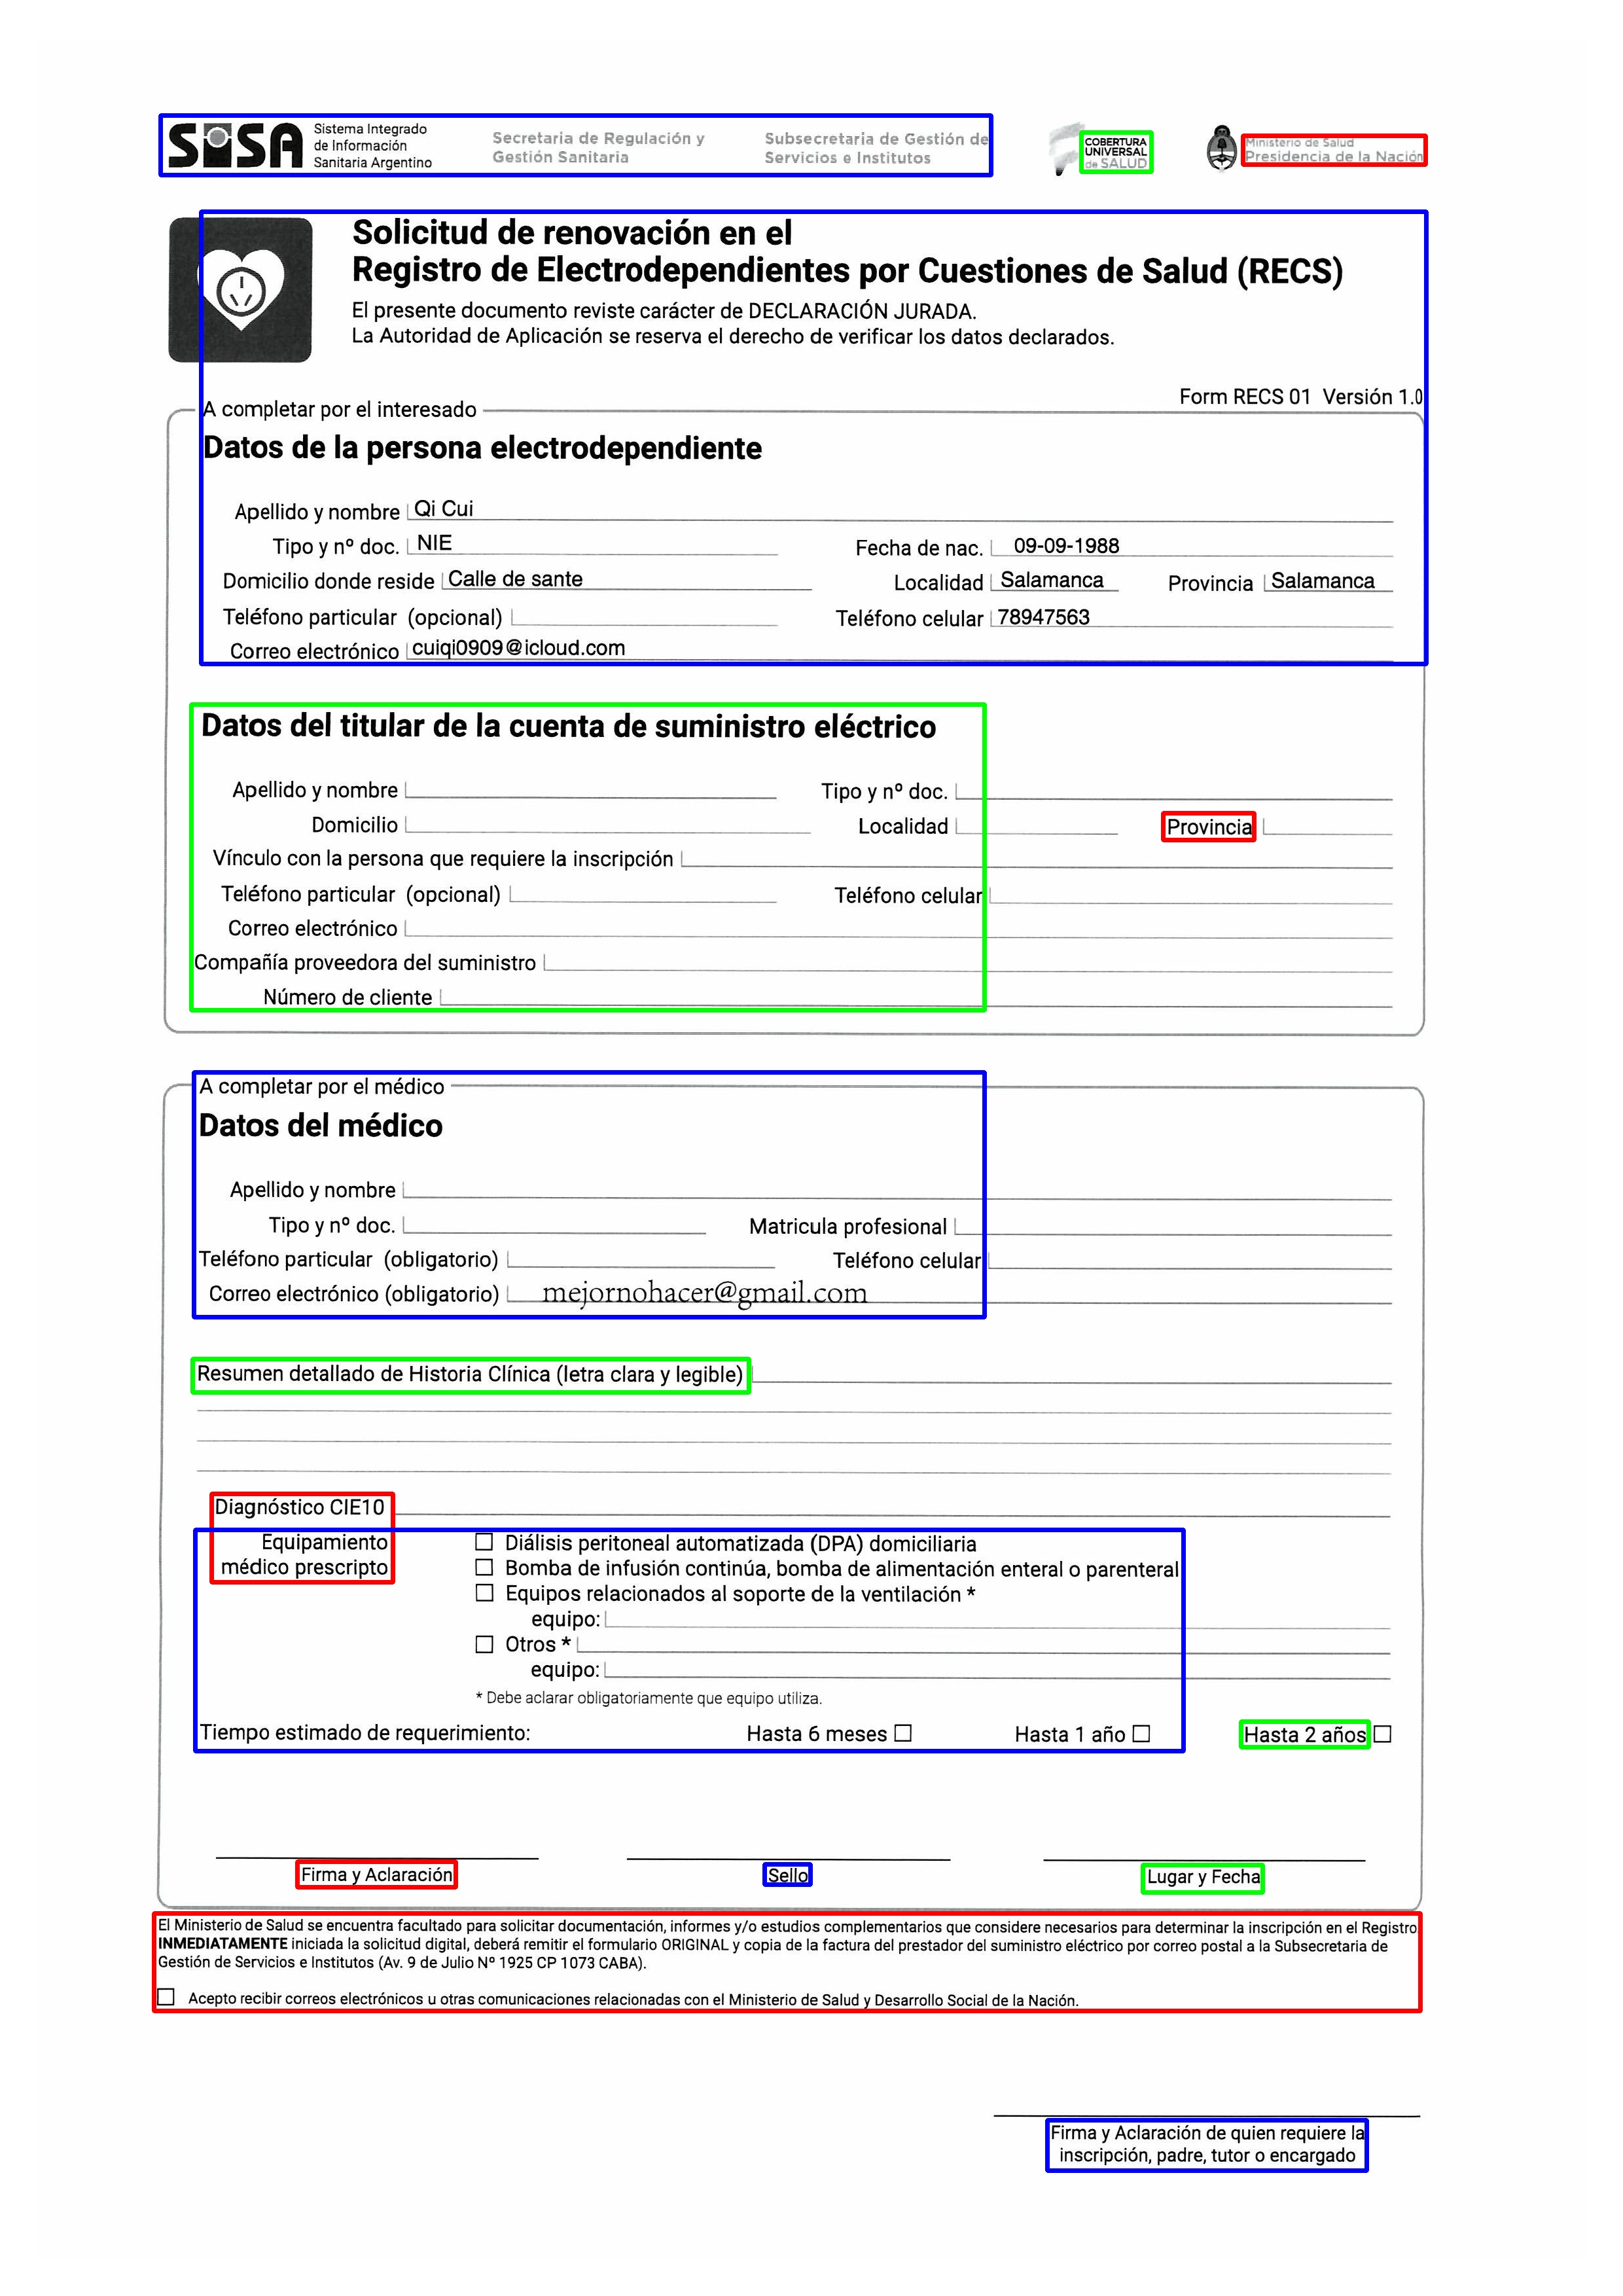 SISA Sistema Integrado
de Información
Sanitaria Argentino
Secretaria de Regulación y
Gestión Sanitaria
Subsecretaria de Gestión de
Servicios e Institutos
COBERTURA
UNIVERSAL
de SALUD
Ministerio de Salud
Presidencia de la Nación
Solicitud de renovación en el
Registro de Electrodependientes por Cuestiones de Salud (RECS)
El presente documento reviste carácter de DECLARACIÓN JURADA.
La Autoridad de Aplicación se reserva el derecho de verificar los datos declarados.
Form RECS 01 Versión 1.0
A completar por el interesado
Datos de la persona electrodependiente
Apellido y nombre Qi Cui
Tipo y nº doc. NIE Fecha de nac. 09-09-1988
Domicilio donde reside Calle de sante Localidad Salamanca Provincia Salamanca
Teléfono particular (opcional) Teléfono celular 78947563
Correo electrónico cuiqi0909@icloud.com
Datos del titular de la cuenta de suministro eléctrico
Apellido y nombre Tipo y nº doc.
Domicilio Localidad Provincia
Vínculo con la persona que requiere la inscripción
Teléfono particular (opcional) Teléfono celular
Correo electrónico
Compañía proveedora del suministro
Número de cliente
A completar por el médico
Datos del médico
Apellido y nombre
Tipo y nº doc. Matricula profesional
Teléfono particular (obligatorio) Teléfono celular
Correo electrónico (obligatorio) mejornohacer@gmail.com
Resumen detallado de Historia Clínica (letra clara y legible)
Diagnóstico CIE10
Equipamiento
médico prescripto
Diálisis peritoneal automatizada (DPA) domiciliaria
Bomba de infusión continúa, bomba de alimentación enteral o parenteral
Equipos relacionados al soporte de la ventilación *
equipo:
Otros *
equipo:
* Debe aclarar obligatoriamente que equipo utiliza.
Tiempo estimado de requerimiento: Hasta 6 meses Hasta 1 año Hasta 2 años
Firma y Aclaración Sello Lugar y Fecha
El Ministerio de Salud se encuentra facultado para solicitar documentación, informes y/o estudios complementarios que considere necesarios para determinar la inscripción en el Registro.
INMEDIATAMENTE iniciada la solicitud digital, deberá remitir el formulario ORIGINAL y copia de la factura del prestador del suministro eléctrico por correo postal a la Subsecretaria de
Gestión de Servicios e Institutos (Av. 9 de Julio Nº 1925 CP 1073 CABA).
Acepto recibir correos electrónicos u otras comunicaciones relacionadas con el Ministerio de Salud y Desarrollo Social de la Nación.
Firma y Aclaración de quien requiere la
inscripción, padre, tutor o encargado